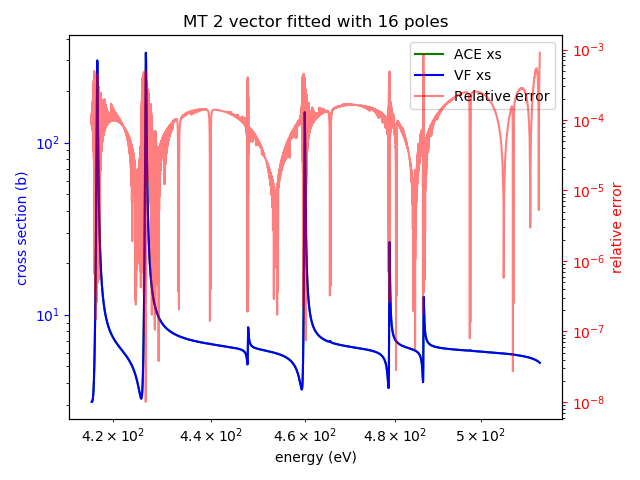 MT 2 vector fitted with 16 poles
ACE xs
VF xs
Relative error
10²
10¹
cross section (b)
10⁻³
10⁻⁴
10⁻⁵
10⁻⁶
10⁻⁷
10⁻⁸
relative error
4.2 × 10² 4.4 × 10² 4.6 × 10² 4.8 × 10² 5 × 10²
energy (eV)